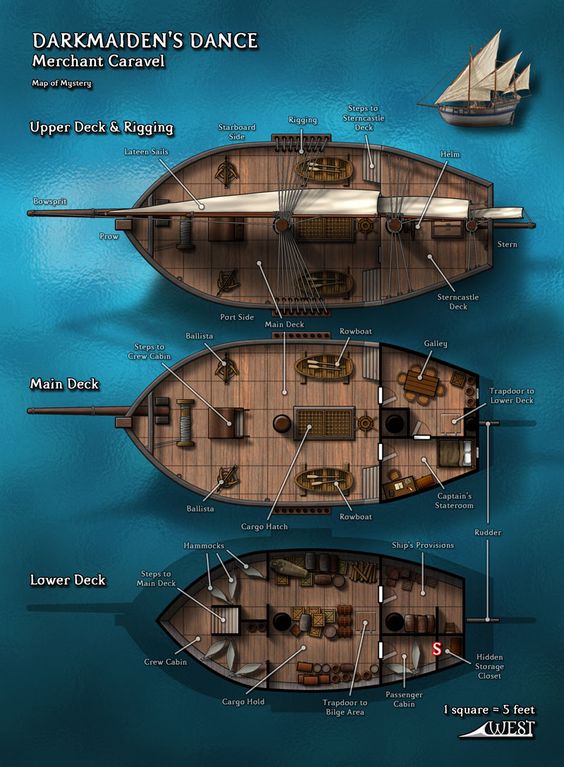 DARKMAIDEN'S DANCE
Merchant Caravel
Map of Mystery
Upper Deck & Rigging
Starboard
Side
Rigging
Steps to
Sterncastle
Deck
Lateen Sails
Helm
Bowsprit
Prow
Stern
Sterncastle
Deck
Port Side
Main Deck
Main Deck
Steps to
Crew Cabin
Ballista
Rowboat
Galley
Trapdoor to
Lower Deck
Ballista
Cargo Hatch
Rowboat
Captain's
Stateroom
Rudder
Lower Deck
Hammocks
Ship's Provisions
Steps to
Main Deck
Crew Cabin
Cargo Hold
Trapdoor to
Bilge Area
Passenger
Cabin
S
Hidden
Storage
Closet
1 square = 5 feet
WEST